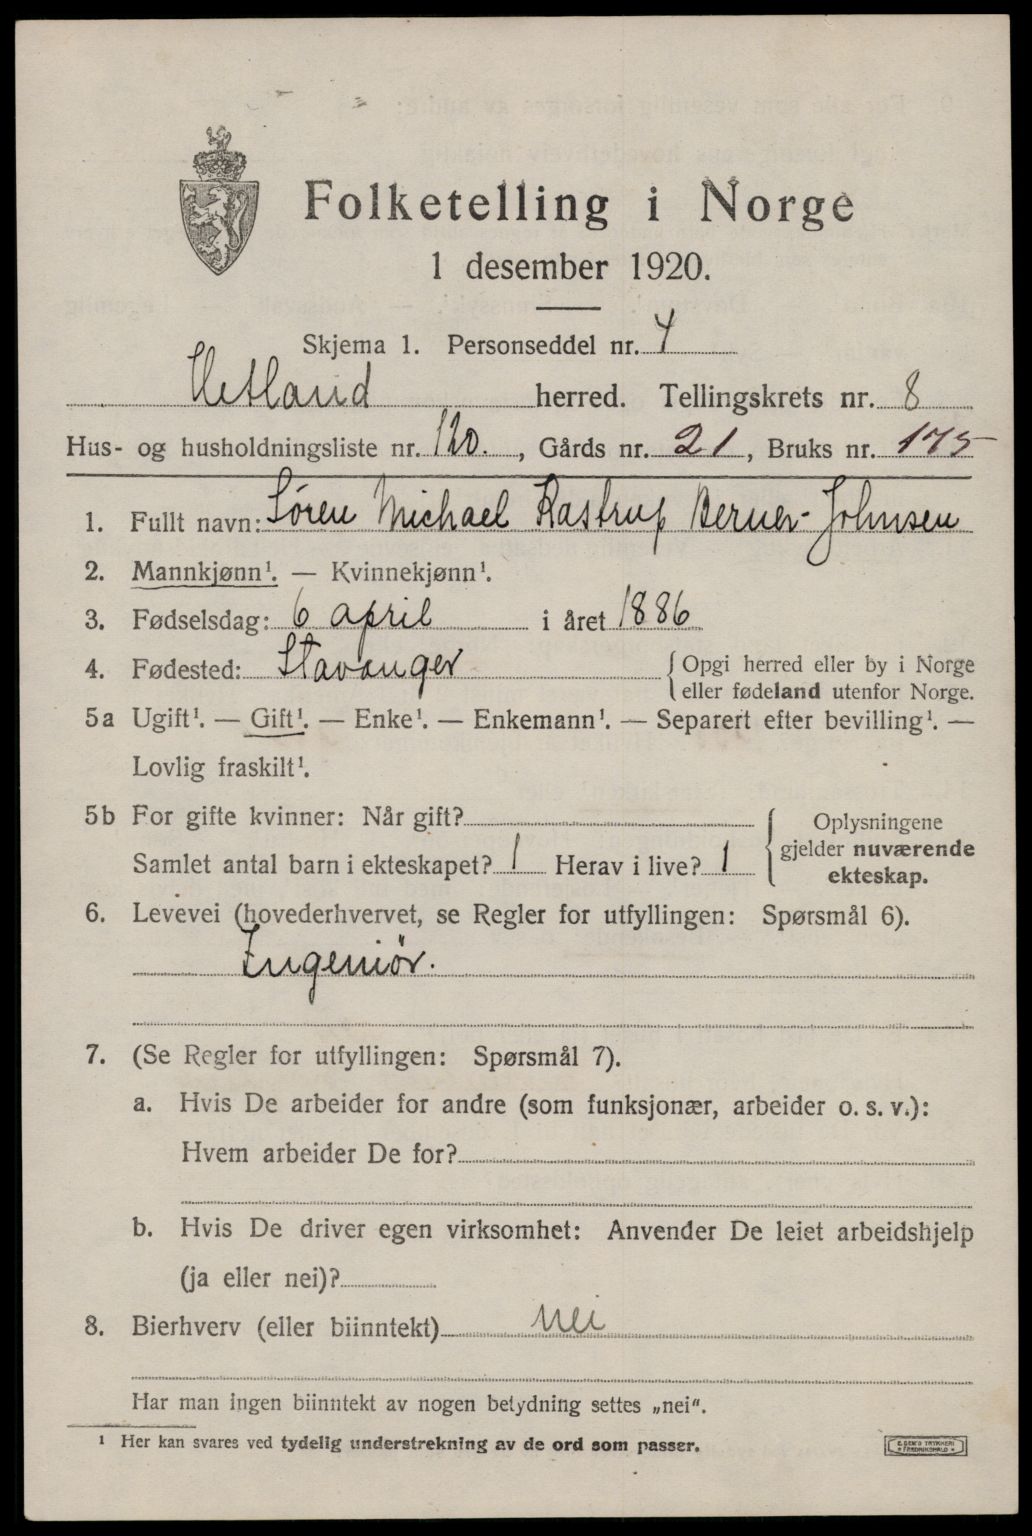 Folketelling i Norge
1 desember 1920.
Skjema 1. Personseddel nr. 4
Hetland herred. Tellingskrets nr. 8
Hus- og husholdningsliste nr. 120. , Gårds nr. 21 , Bruks nr. 175
1. Fullt navn: Søren Michael Rastrup Berner-Johnsen
2. Mannkjønn¹. — Kvinnekjønn¹.
3. Fødselsdag: 6 april i året 1886
4. Fødested: Stavanger { Opgi herred eller by i Norge
eller fødeland utenfor Norge.
5a Ugift¹. — Gift¹. — Enke¹. — Enkemann¹. — Separert efter bevilling¹. —
Lovlig fraskilt¹.
5b For gifte kvinner: Når gift?
Samlet antal barn i ekteskapet? 1 Herav i live? 1
{ Oplysningene
gjelder nuværende
ekteskap.
6. Levevei (hovederhvervet, se Regler for utfyllingen: Spørsmål 6).
Ingeniør.
7. (Se Regler for utfyllingen: Spørsmål 7).
a. Hvis De arbeider for andre (som funksjonær, arbeider o. s. v.):
Hvem arbeider De for?
b. Hvis De driver egen virksomhet: Anvender De leiet arbeidshjelp
(ja eller nei)?
8. Bierhverv (eller biinntekt) nei
Har man ingen biinntekt av nogen betydning settes „nei".
¹ Her kan svares ved tydelig understrekning av de ord som passer.
E. SEM'S TRYKKERI
* FREDRIKSHALD *